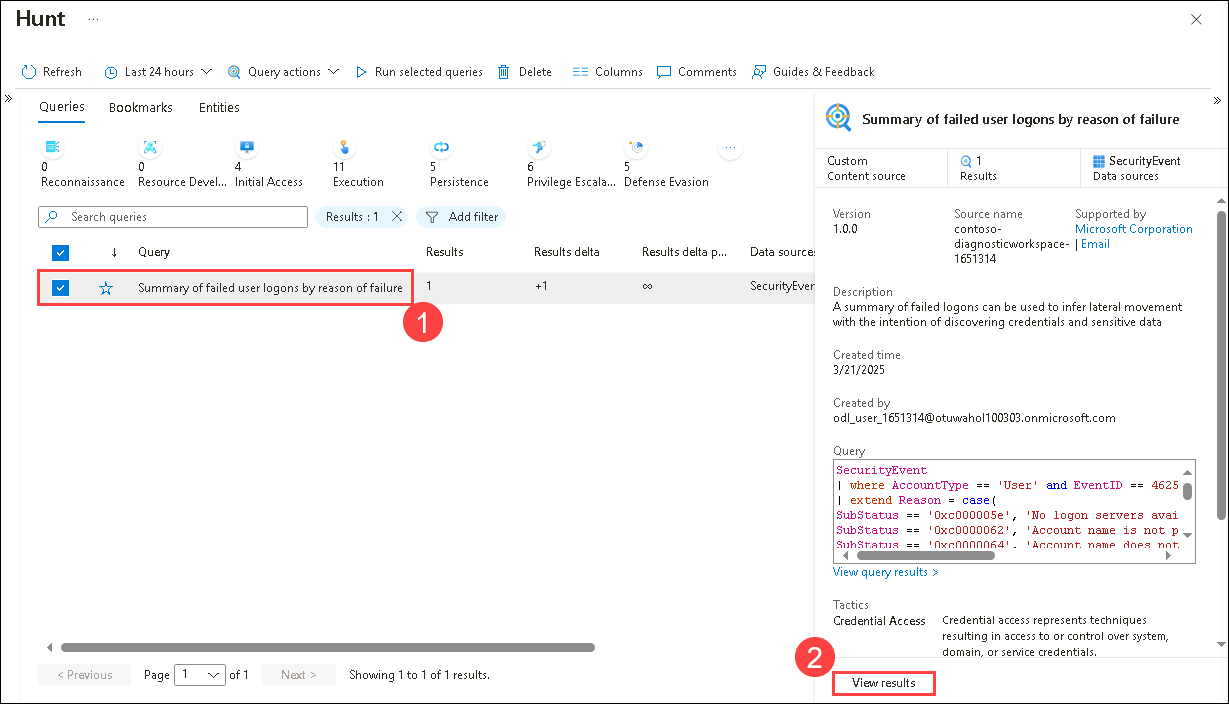 Hunt ...
Refresh Last 24 hours Query actions Run selected queries Delete Columns Comments Guides & Feedback
Queries Bookmarks Entities
0 0 4 11 5 6 5 ...
Reconnaissance Resource Devel... Initial Access Execution Persistence Privilege Escala... Defense Evasion
Search queries Results : 1 Add filter
Query Results Results delta Results delta p... Data sources
Summary of failed user logons by reason of failure 1 +1 ∞ SecurityEven
1
< Previous Page 1 of 1 Next > Showing 1 to 1 of 1 results.
Summary of failed user logons by reason of failure
Custom 1 SecurityEvent
Content source Results Data sources
Version Source name Supported by
1.0.0 contoso- Microsoft Corporation
diagnosticworkspace- | Email
1651314
Description
A summary of failed logons can be used to infer lateral movement
with the intention of discovering credentials and sensitive data
Created time
3/21/2025
Created by
odl_user_1651314@otuwahol100303.onmicrosoft.com
Query
SecurityEvent
| where AccountType == 'User' and EventID == 4625
| extend Reason = case(
SubStatus == '0xc000005e', 'No logon servers avai
SubStatus == '0xc0000062', 'Account name is not p
SubStatus == '0xc0000064', 'Account name does not
View query results >
Tactics
Credential Access Credential access represents techniques
resulting in access to or control over system,
domain, or service credentials.
2
View results